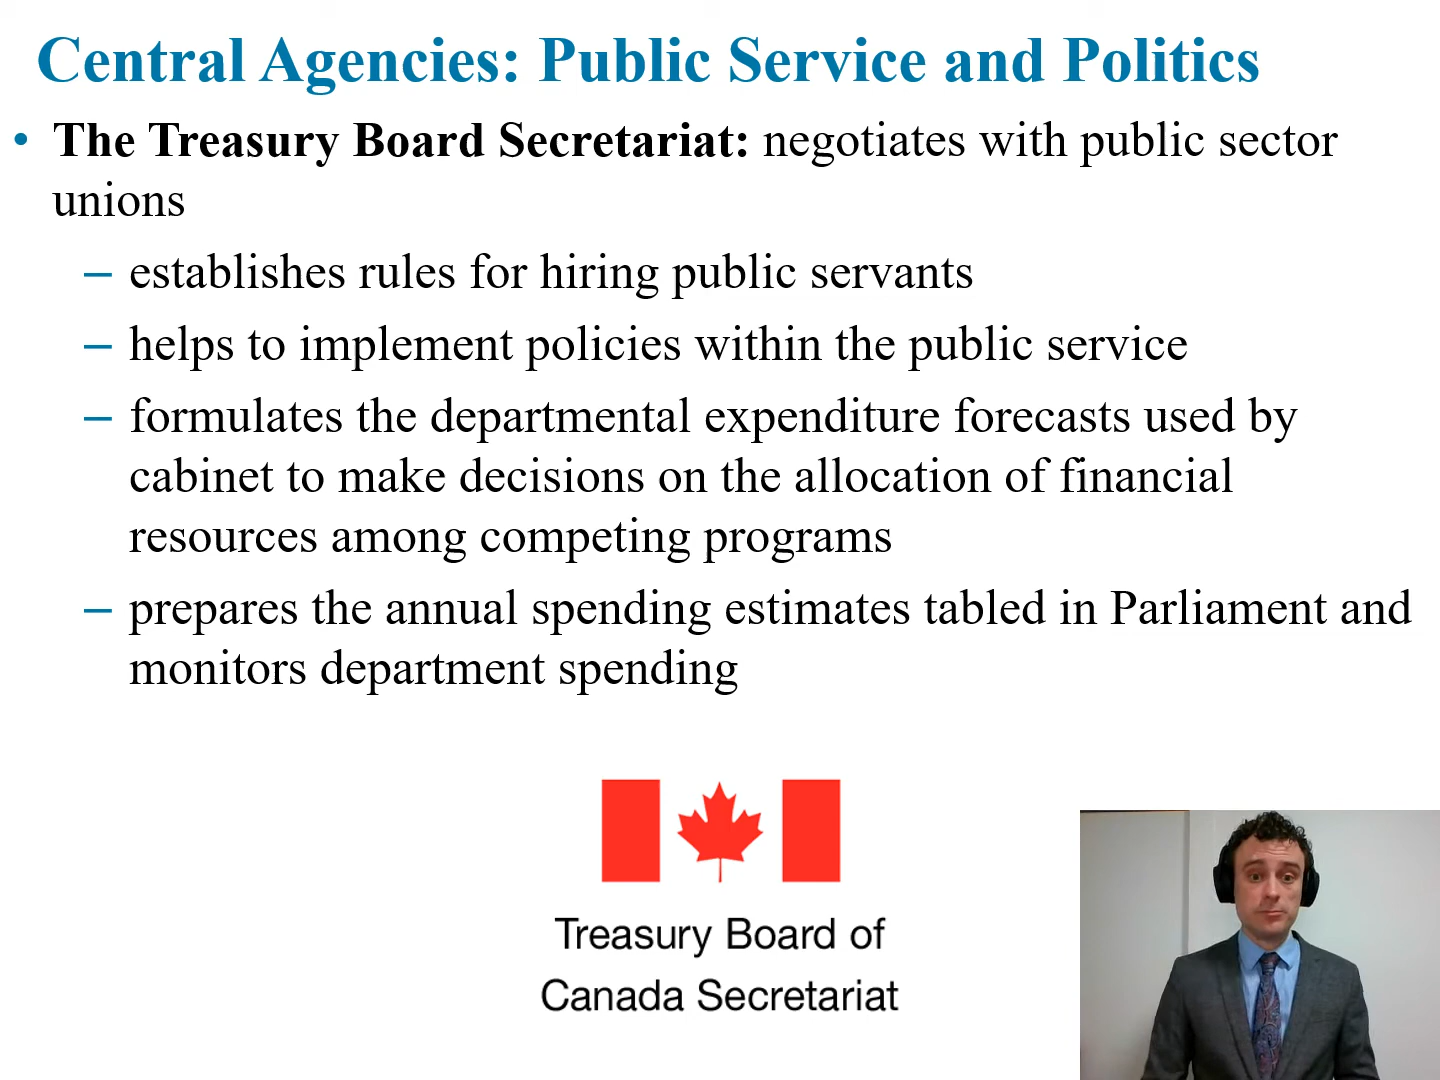 Central Agencies: Public Service and Politics
• The Treasury Board Secretariat: negotiates with public sector
unions
– establishes rules for hiring public servants
– helps to implement policies within the public service
– formulates the departmental expenditure forecasts used by
cabinet to make decisions on the allocation of financial
resources among competing programs
– prepares the annual spending estimates tabled in Parliament and
monitors department spending
Treasury Board of
Canada Secretariat